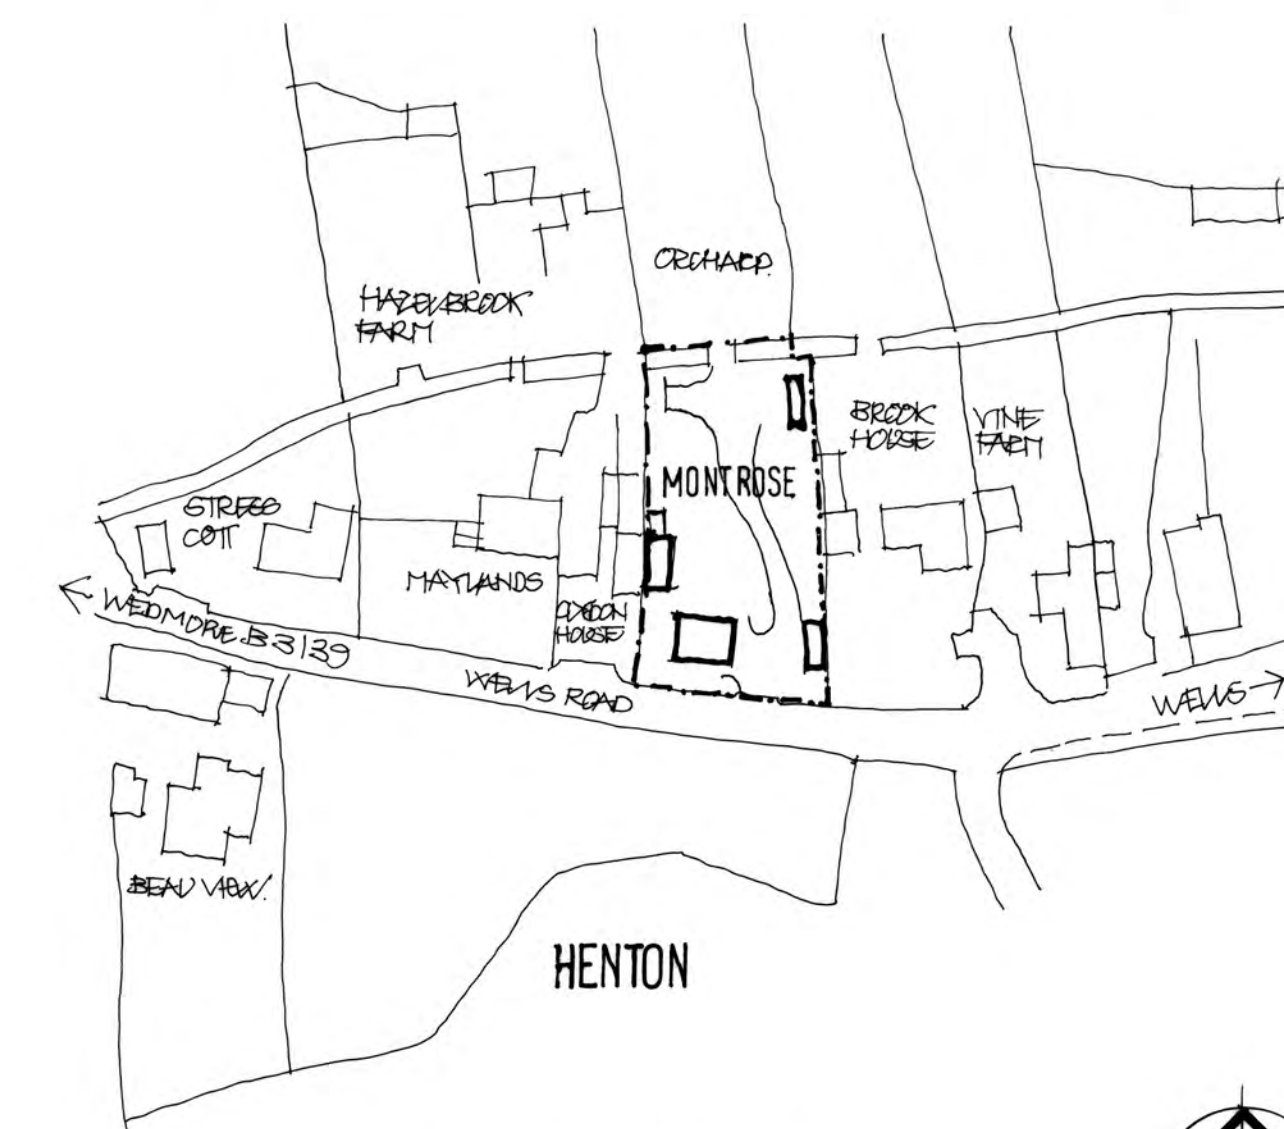 ORCHARD.
HAZELBROOK
FARM
BROOK
HOUSE
VINE
FARM
MONTROSE
STRESS
COTT
MAYLANDS
HOUSE
WEDMORE B3139
WELLS ROAD
WELLS
BEAU VIEW.
HENTON